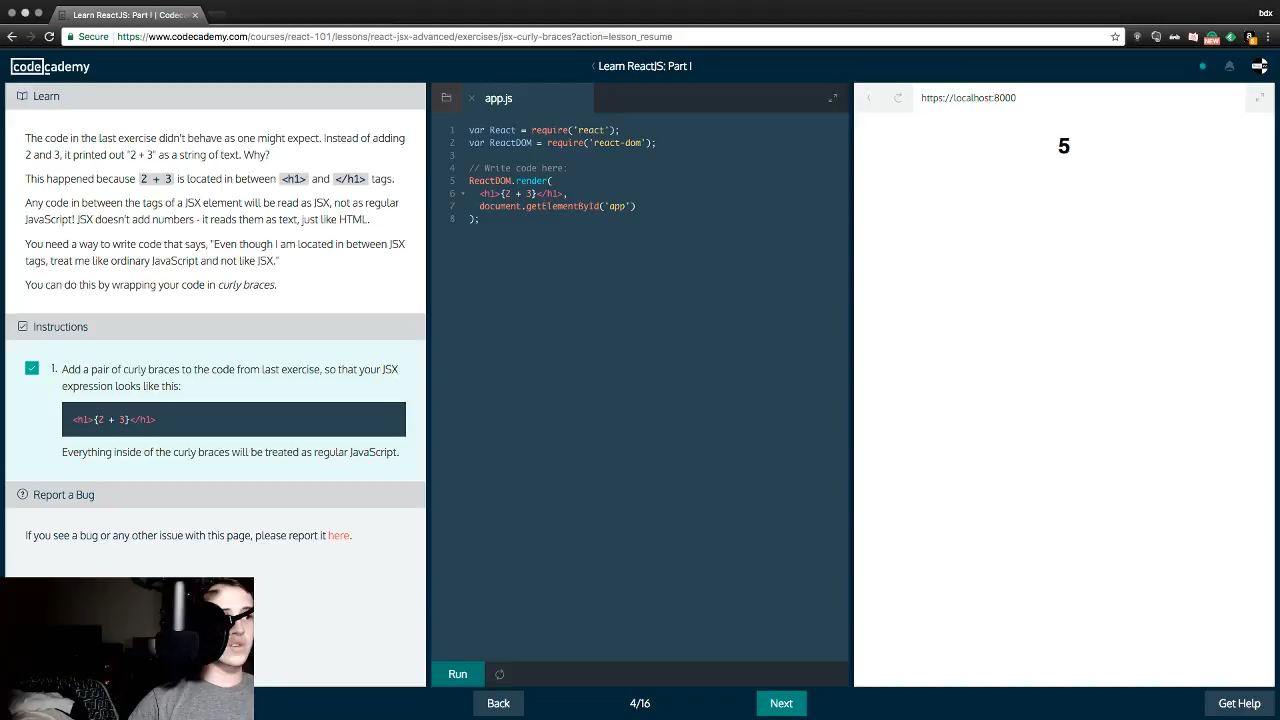 Learn ReactJS: Part I | Codec
bdx
Secure
https://www.codecademy.com/courses/react-101/lessons/react-jsx-advanced/exercises/jsx-curly-braces?action=lesson_resume
NEW
codecademy
Learn ReactJS: Part I
Learn
The code in the last exercise didn't behave as one might expect. Instead of adding
2 and 3, it printed out "2 + 3" as a string of text. Why?
This happened because 2 + 3 is located in between <h1> and </h1> tags.
Any code in between the tags of a JSX element will be read as JSX, not as regular
JavaScript! JSX doesn't add numbers - it reads them as text, just like HTML.
You need a way to write code that says, "Even though I am located in between JSX
tags, treat me like ordinary JavaScript and not like JSX."
You can do this by wrapping your code in curly braces.
Instructions
1. Add a pair of curly braces to the code from last exercise, so that your JSX
expression looks like this:
<h1>{2 + 3}</h1>
Everything inside of the curly braces will be treated as regular JavaScript.
Report a Bug
If you see a bug or any other issue with this page, please report it here.
app.js
1 var React = require('react');
2 var ReactDOM = require('react-dom');
3
4 // Write code here:
5 ReactDOM.render(
6 <h1>{2 + 3}</h1>,
7 document.getElementById('app')
8 );
Run
https://localhost:8000
5
Back
4/16
Next
Get Help